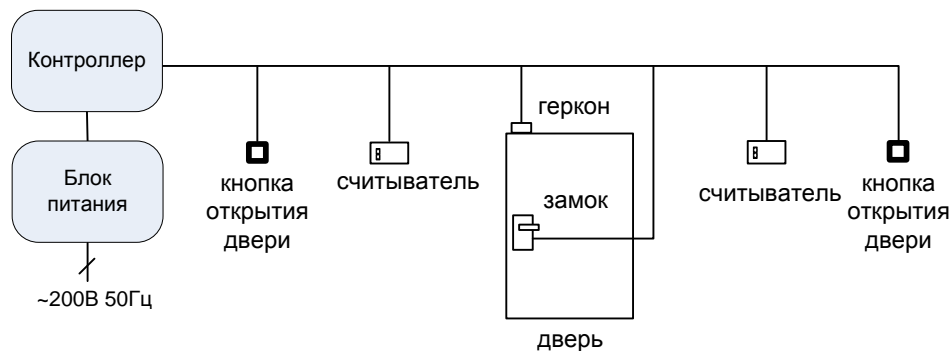 Контроллер
геркон
Блок
питания
кнопка
открытия
двери
считыватель
замок
считыватель
кнопка
открытия
двери
~200В 50Гц
дверь